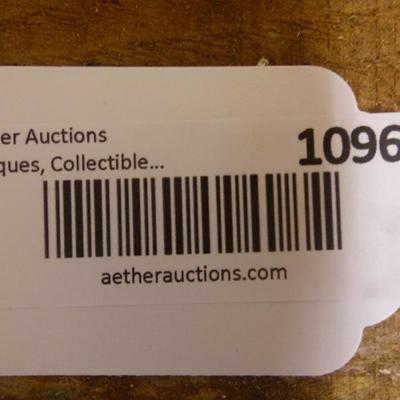 er Auctions
ques, Collectible...
1096
aetherauctions.com